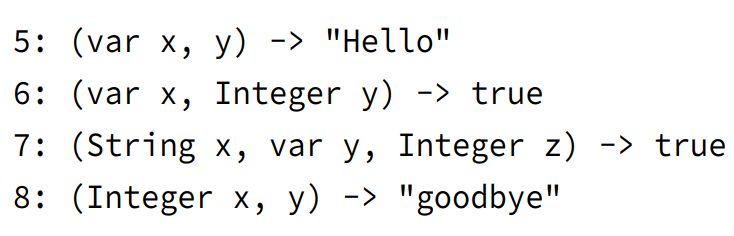 5: (var x, y) -> "Hello"
6: (var x, Integer y) -> true
7: (String x, var y, Integer z) -> true
8: (Integer x, y) -> "goodbye"